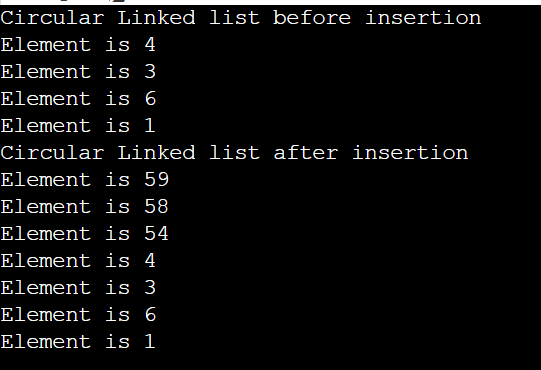 Circular Linked list before insertion
Element is 4
Element is 3
Element is 6
Element is 1
Circular Linked list after insertion
Element is 59
Element is 58
Element is 54
Element is 4
Element is 3
Element is 6
Element is 1